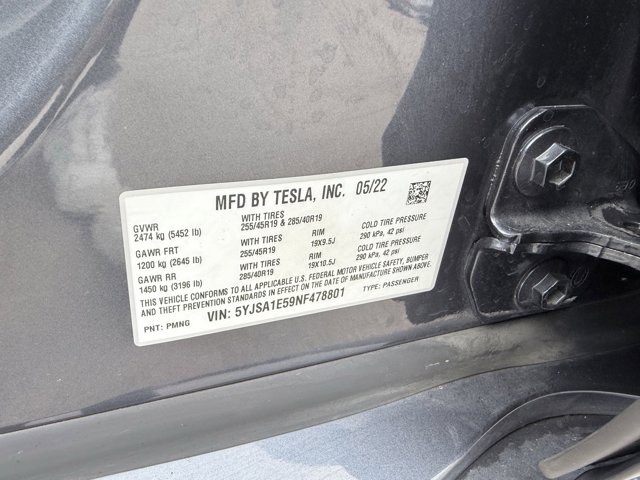 MFD BY TESLA, INC. 05/22
GVWR WITH TIRES RIM COLD TIRE PRESSURE
2474 kg (5452 lb) 255/45R19 & 285/40R19 19X9.5J 290 kPa, 42 psi
GAWR FRT WITH TIRES RIM COLD TIRE PRESSURE
1200 kg (2645 lb) 255/45R19 19X10.5J 290 kPa, 42 psi
GAWR RR WITH TIRES
1450 kg (3196 lb) 285/40R19
THIS VEHICLE CONFORMS TO ALL APPLICABLE U.S. FEDERAL MOTOR VEHICLE SAFETY, BUMPER
AND THEFT PREVENTION STANDARDS IN EFFECT ON THE DATE OF MANUFACTURE SHOWN ABOVE.
VIN: 5YJSA1E59NF478801 TYPE: PASSENGER
PNT: PMNG